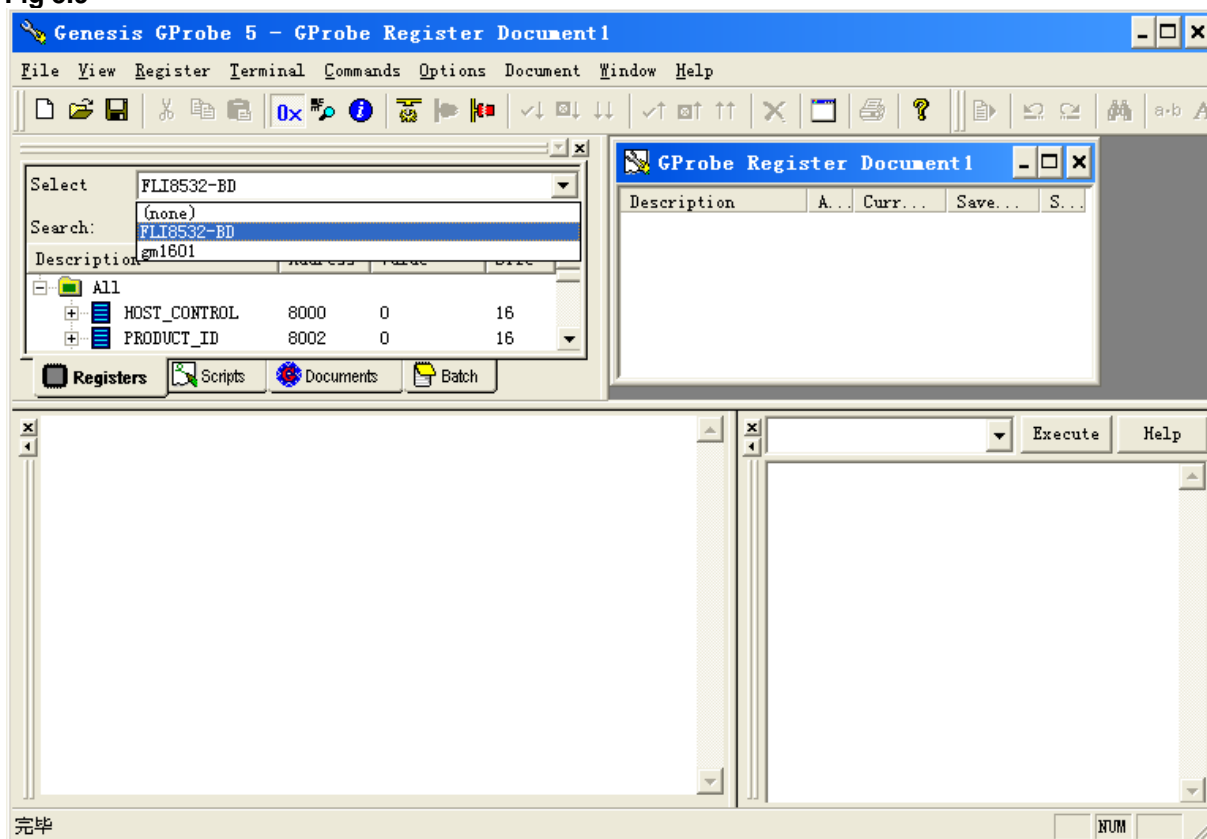 Genesis GProbe 5 - GProbe Register Document1
File View Register Terminal Commands Options Document Window Help
0x
a·b A
Select FLI8532-BD
(none)
Search: FLI8532-BD
gm1601
GProbe Register Document1
Description A... Curr... Save... S...
All
HOST_CONTROL 8000 0 16
PRODUCT_ID 8002 0 16
Registers Scripts Documents Batch
Execute Help
完毕
NUM